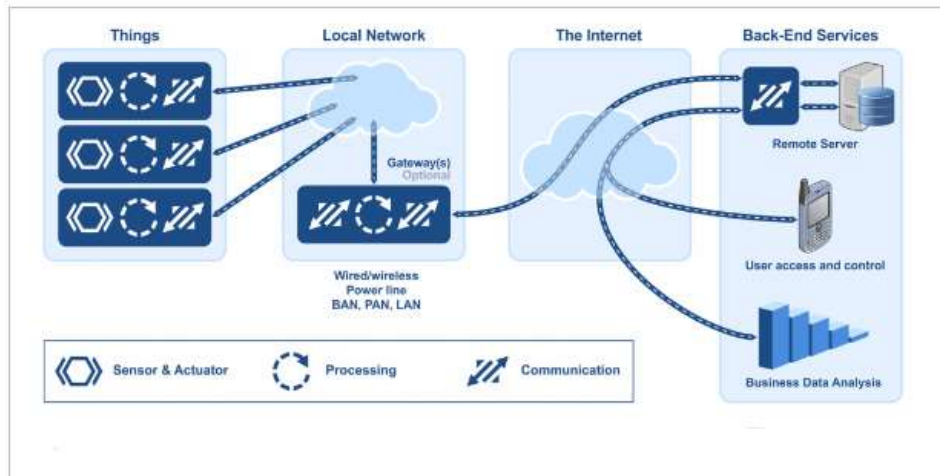 Things
Local Network
The Internet
Back-End Services
Gateway(s)
Optional
Remote Server
User access and control
Wired/wireless
Power line
BAN, PAN, LAN
Sensor & Actuator
Processing
Communication
Business Data Analysis